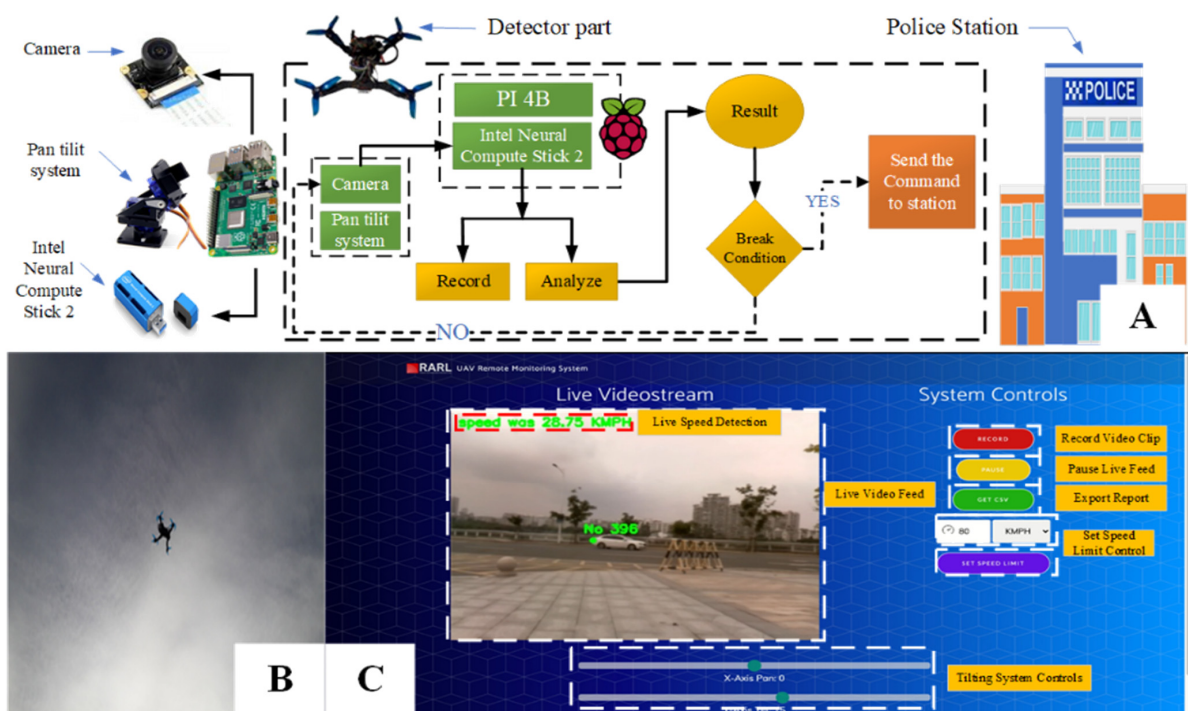 Camera
Detector part
Police Station
POLICE
PI 4B
Intel Neural
Compute Stick 2
Result
Pan tilit
system
Camera
Pan tilit
system
Send the
Command
to station
YES
Break
Condition
Intel
Neural
Compute
Stick 2
Record
Analyze
NO
A
RARL UAV Remote Monitoring System
Live Videostream
System Controls
speed was 28.75 KMPH
Live Speed Detection
RECORD
Record Video Clip
PAUSE
Pause Live Feed
Live Video Feed
GET CSV
Export Report
No 396
80
KMPH
Set Speed
Limit Control
SET SPEED LIMIT
B
C
X-Axis Pan: 0
Tilting System Controls